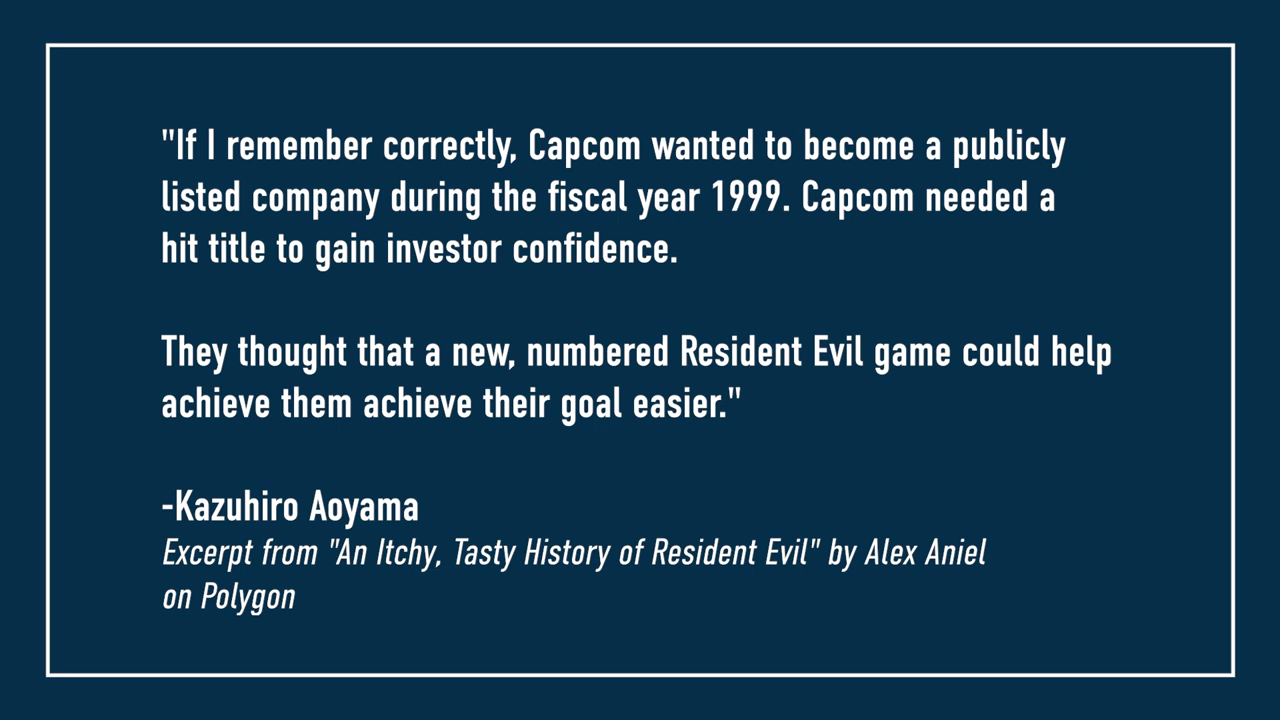 "If I remember correctly, Capcom wanted to become a publicly
listed company during the fiscal year 1999. Capcom needed a
hit title to gain investor confidence.
They thought that a new, numbered Resident Evil game could help
achieve them achieve their goal easier."
-Kazuhiro Aoyama
Excerpt from "An Itchy, Tasty History of Resident Evil" by Alex Aniel
on Polygon